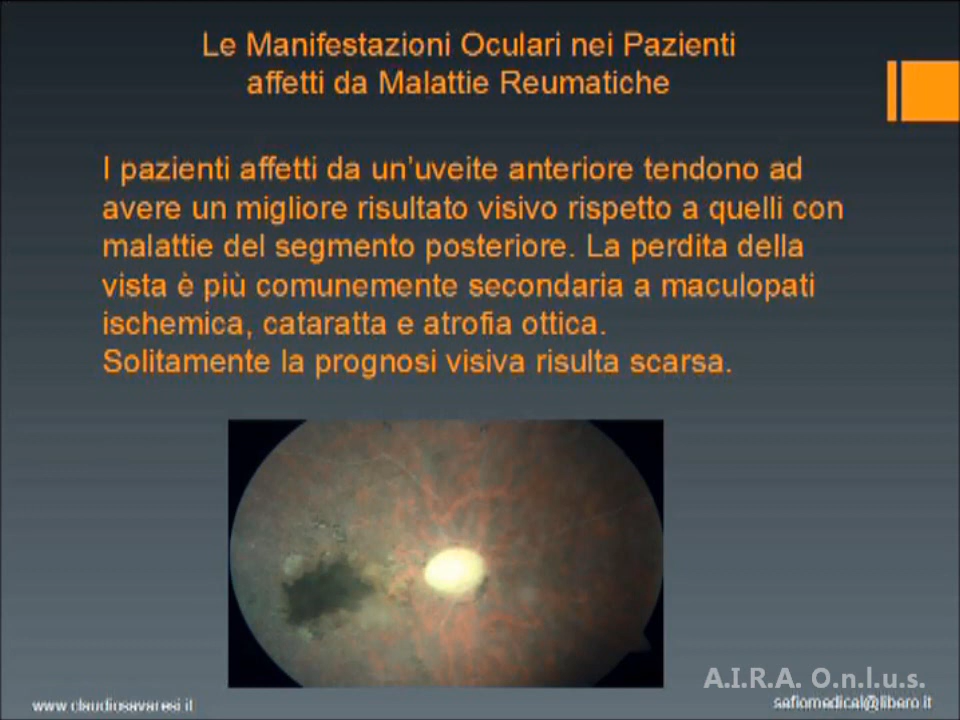 Le Manifestazioni Oculari nei Pazienti
affetti da Malattie Reumatiche
I pazienti affetti da un'uveite anteriore tendono ad
avere un migliore risultato visivo rispetto a quelli con
malattie del segmento posteriore. La perdita della
vista è più comunemente secondaria a maculopati
ischemica, cataratta e atrofia ottica.
Solitamente la prognosi visiva risulta scarsa.
A.I.R.A. O.n.l.u.s.
www.claudiosavaresi.it
saflomedical@libero.it